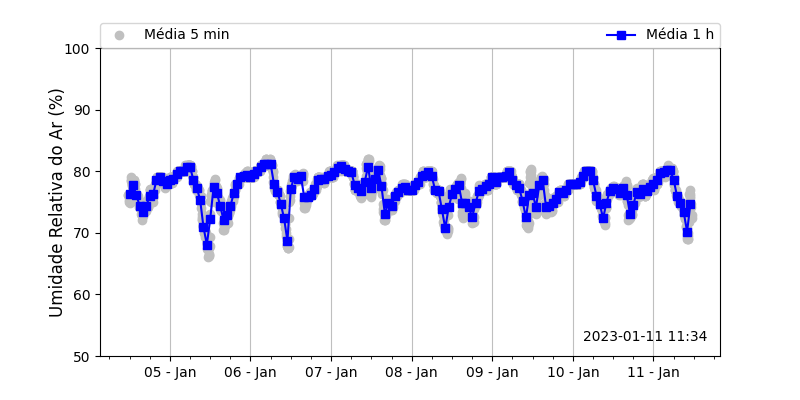 Média 5 min
Média 1 h
Umidade Relativa do Ar (%)
100
90
80
70
60
50
2023-01-11 11:34
05 - Jan
06 - Jan
07 - Jan
08 - Jan
09 - Jan
10 - Jan
11 - Jan